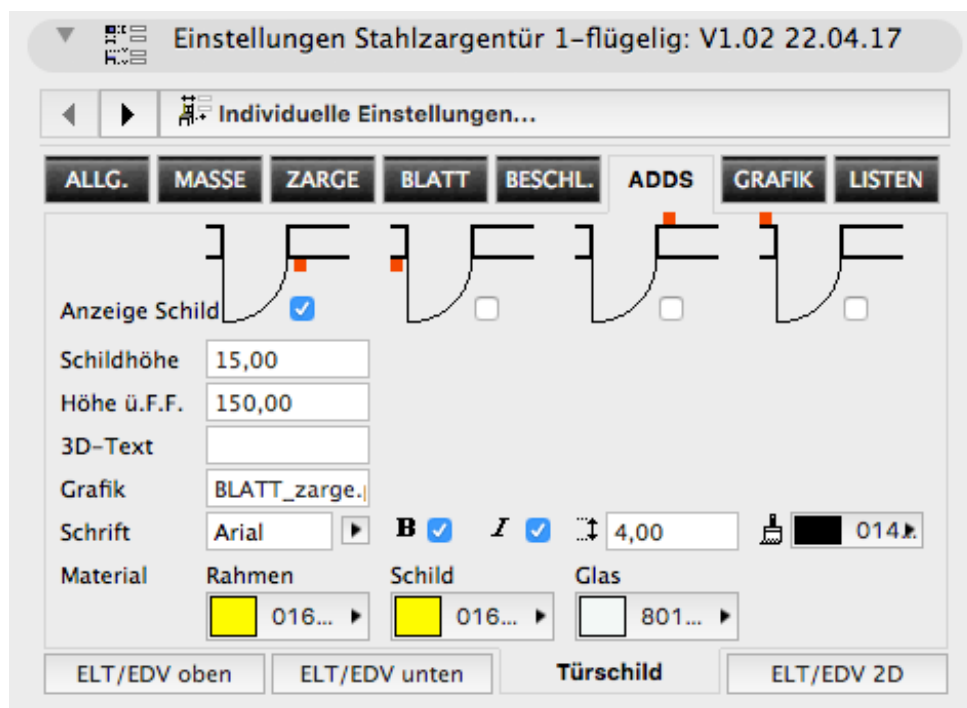 Einstellungen Stahlzargentür 1-flügelig: V1.02 22.04.17
Individuelle Einstellungen...
ALLG. MASSE ZARGE BLATT BESCHL. ADDS GRAFIK LISTEN
Anzeige Schild
Schildhöhe 15,00
Höhe ü.F.F. 150,00
3D-Text
Grafik BLATT_zarge.
Schrift Arial B I 4,00 014
Material Rahmen Schild Glas
016... 016... 801...
ELT/EDV oben ELT/EDV unten Türschild ELT/EDV 2D